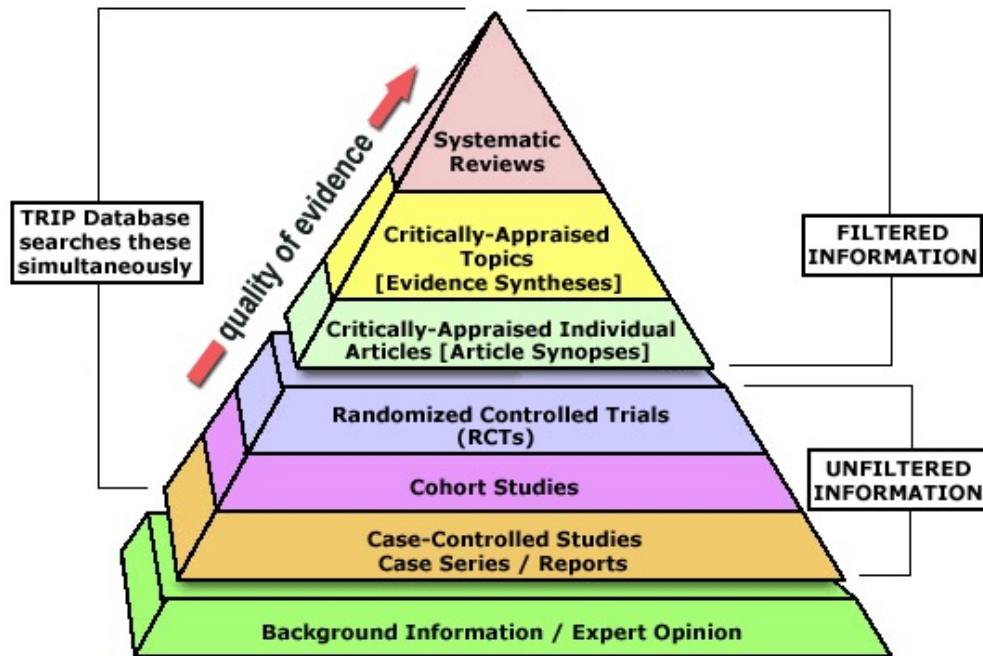 Systematic
Reviews
quality of evidence
TRIP Database
searches these
simultaneously
FILTERED
INFORMATION
Critically-Appraised
Topics
[Evidence Syntheses]
Critically-Appraised Individual
Articles [Article Synopses]
Randomized Controlled Trials
(RCTs)
UNFILTERED
INFORMATION
Cohort Studies
Case-Controlled Studies
Case Series / Reports
Background Information / Expert Opinion